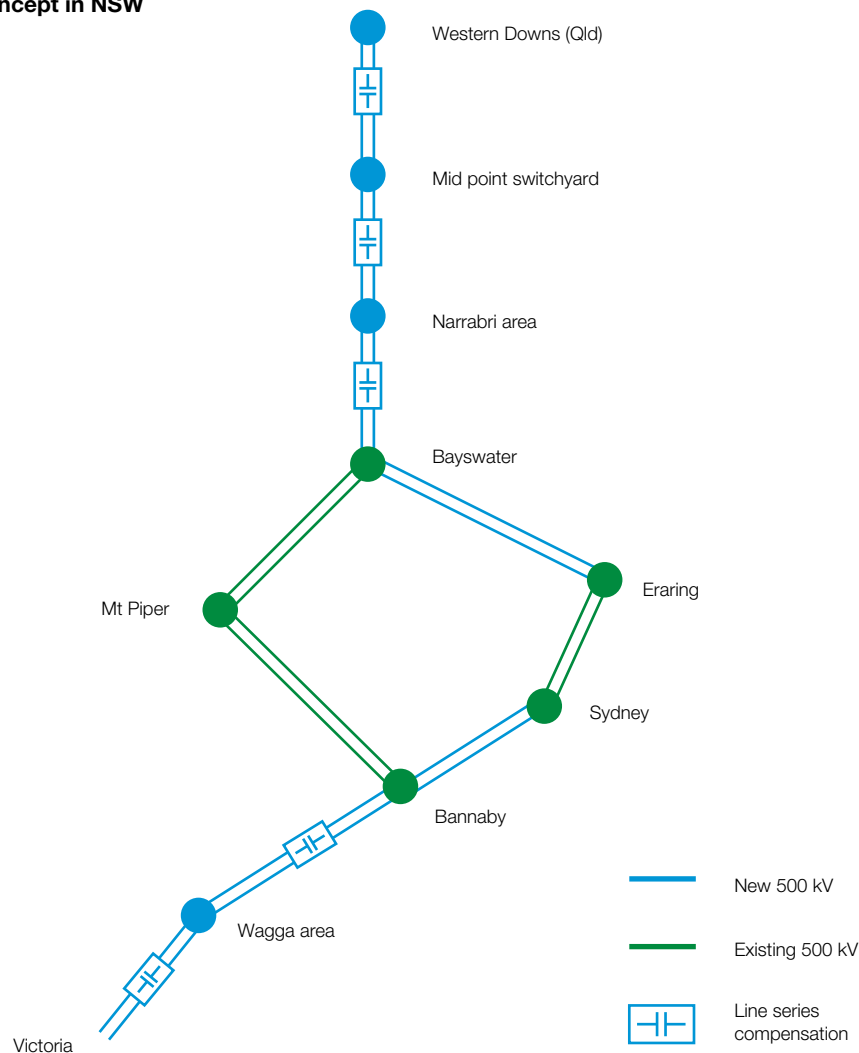 ncept in NSW
Western Downs (Qld)
Mid point switchyard
Narrabri area
Bayswater
Eraring
Mt Piper
Sydney
Bannaby
New 500 kV
Wagga area
Existing 500 kV
Line series
compensation
Victoria